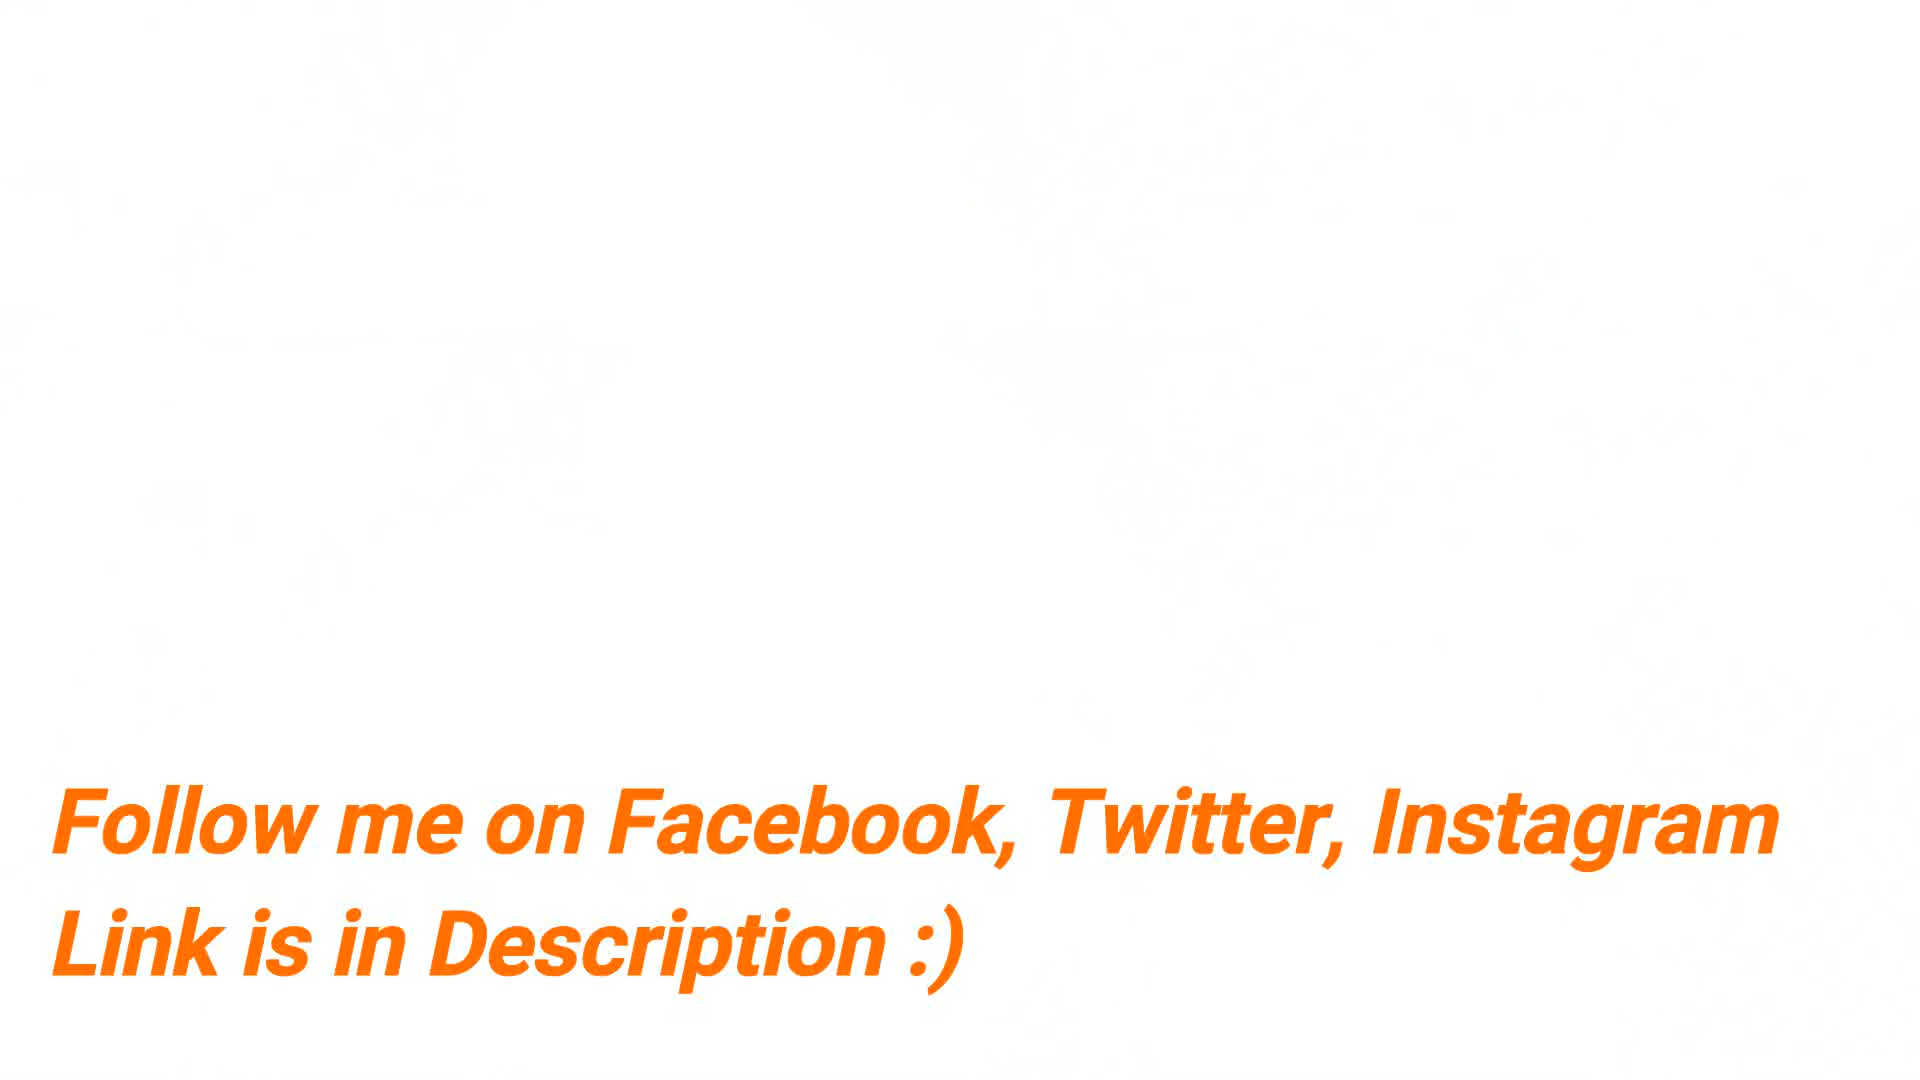 Follow me on Facebook, Twitter, Instagram
Link is in Description :)